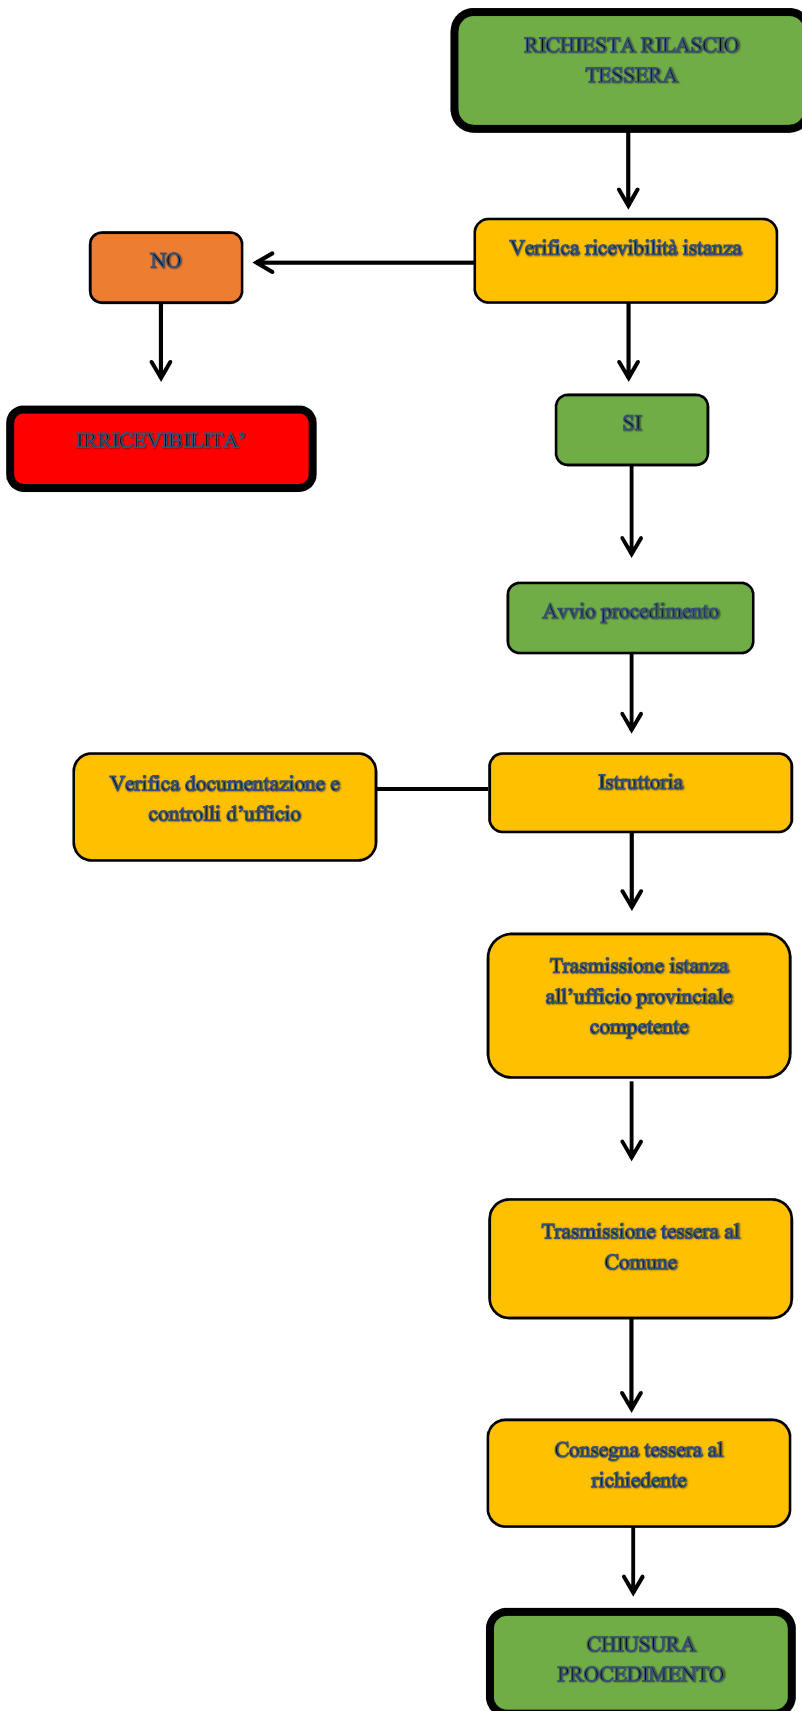 RICHIESTA RILASCIO
TESSERA
Verifica ricevibilità istanza
NO
SI
IRRICEVIBILITA’
Avvio procedimento
Istruttoria
Verifica documentazione e
controlli d’ufficio
Trasmissione istanza
all’ufficio provinciale
competente
Trasmissione tessera al
Comune
Consegna tessera al
richiedente
CHIUSURA
PROCEDIMENTO